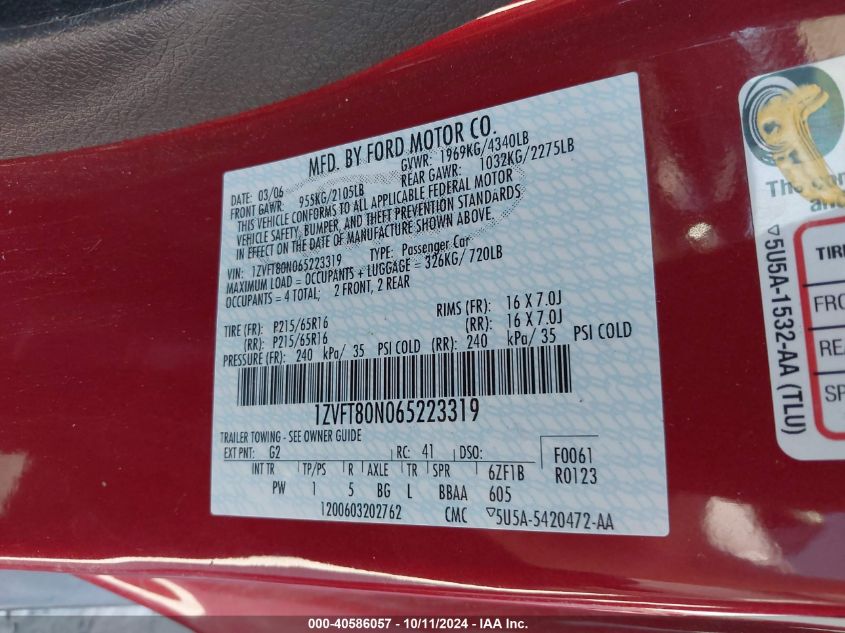 MFD. BY FORD MOTOR CO.
DATE: 03/06 GVWR: 1969KG/4340LB
FRONT GAWR: 955KG/2105LB REAR GAWR: 1032KG/2275LB
THIS VEHICLE CONFORMS TO ALL APPLICABLE FEDERAL MOTOR
VEHICLE SAFETY, BUMPER, AND THEFT PREVENTION STANDARDS
IN EFFECT ON THE DATE OF MANUFACTURE SHOWN ABOVE.
VIN: 1ZVFT80N065223319 TYPE: Passenger Car
MAXIMUM LOAD = OCCUPANTS + LUGGAGE = 326KG/ 720LB
OCCUPANTS = 4 TOTAL; 2 FRONT, 2 REAR
TIRE (FR): P215/65R16 RIMS (FR): 16 X 7.0J
(RR): P215/65R16 (RR): 16 X 7.0J
PRESSURE (FR): 240 kPa/ 35 PSI COLD (RR): 240 kPa/ 35 PSI COLD
1ZVFT80N065223319
TRAILER TOWING - SEE OWNER GUIDE
EXT PNT: G2 RC: 41 DSO: F0061
INT TR TP/PS R AXLE TR SPR 6ZF1B R0123
PW 1 5 BG L BBAA 605
1200603202762 CMC ▽5U5A-5420472-AA
The
and
▽5U5A-1532-AA (TLU)
TIRE
000-40586057 - 10/11/2024 - IAA Inc.